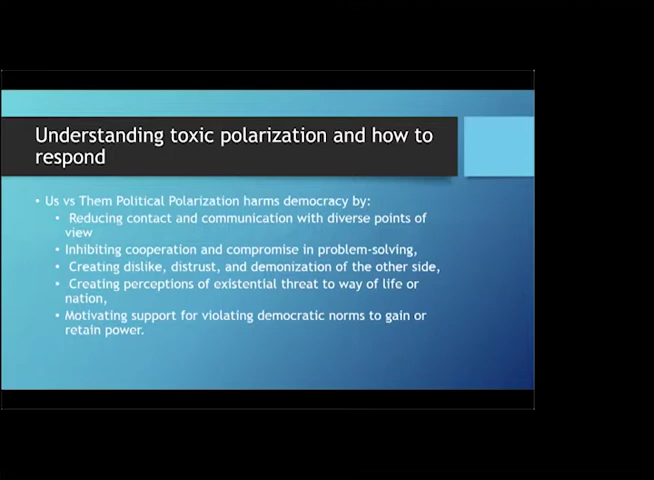 Understanding toxic polarization and how to
respond
• Us vs Them Political Polarization harms democracy by:
• Reducing contact and communication with diverse points of
view
• Inhibiting cooperation and compromise in problem-solving,
• Creating dislike, distrust, and demonization of the other side,
• Creating perceptions of existential threat to way of life or
nation,
• Motivating support for violating democratic norms to gain or
retain power.